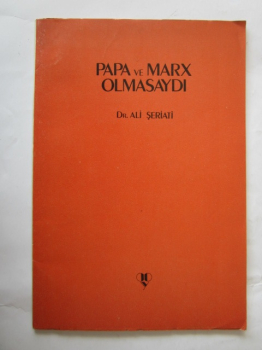 PAPA VE MARX
OLMASAYDI
DR. ALİ ŞERİATİ